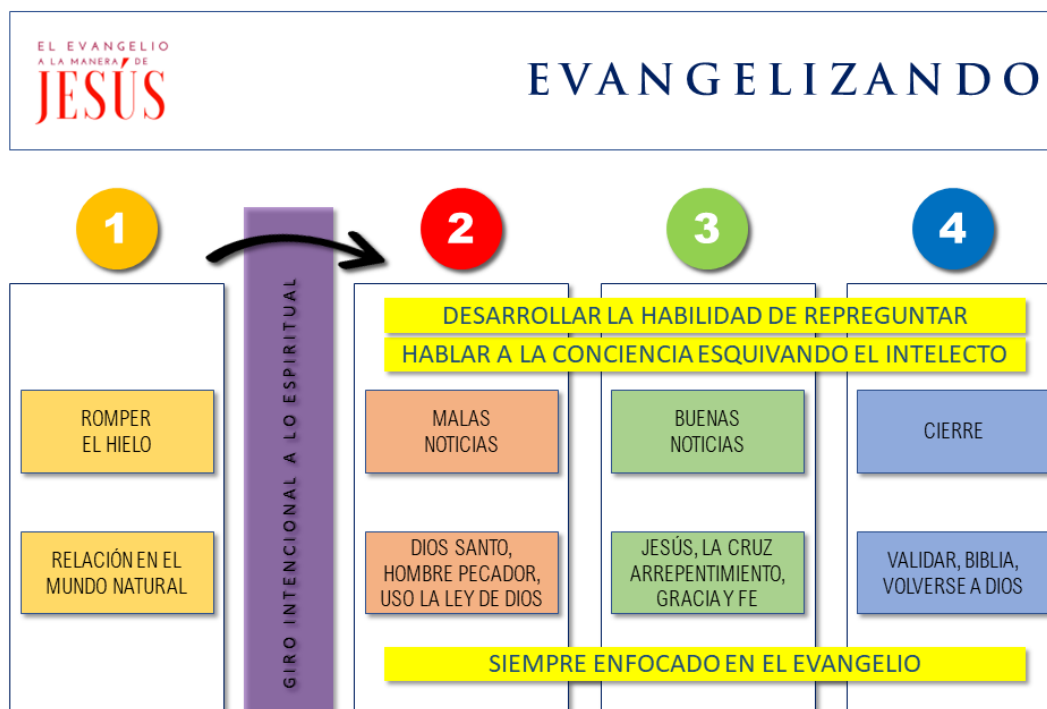 EL EVANGELIO
A LA MANERA DE
JESÚS
EVANGELIZANDO
1
2
3
4
GIRO INTENCIONAL A LO ESPIRITUAL
DESARROLLAR LA HABILIDAD DE REPREGUNTAR
HABLAR A LA CONCIENCIA ESQUIVANDO EL INTELECTO
ROMPER
EL HIELO
MALAS
NOTICIAS
BUENAS
NOTICIAS
CIERRE
RELACIÓN EN EL
MUNDO NATURAL
DIOS SANTO,
HOMBRE PECADOR,
USO LA LEY DE DIOS
JESÚS, LA CRUZ
ARREPENTIMIENTO,
GRACIA Y FE
VALIDAR, BIBLIA,
VOLVERSE A DIOS
SIEMPRE ENFOCADO EN EL EVANGELIO